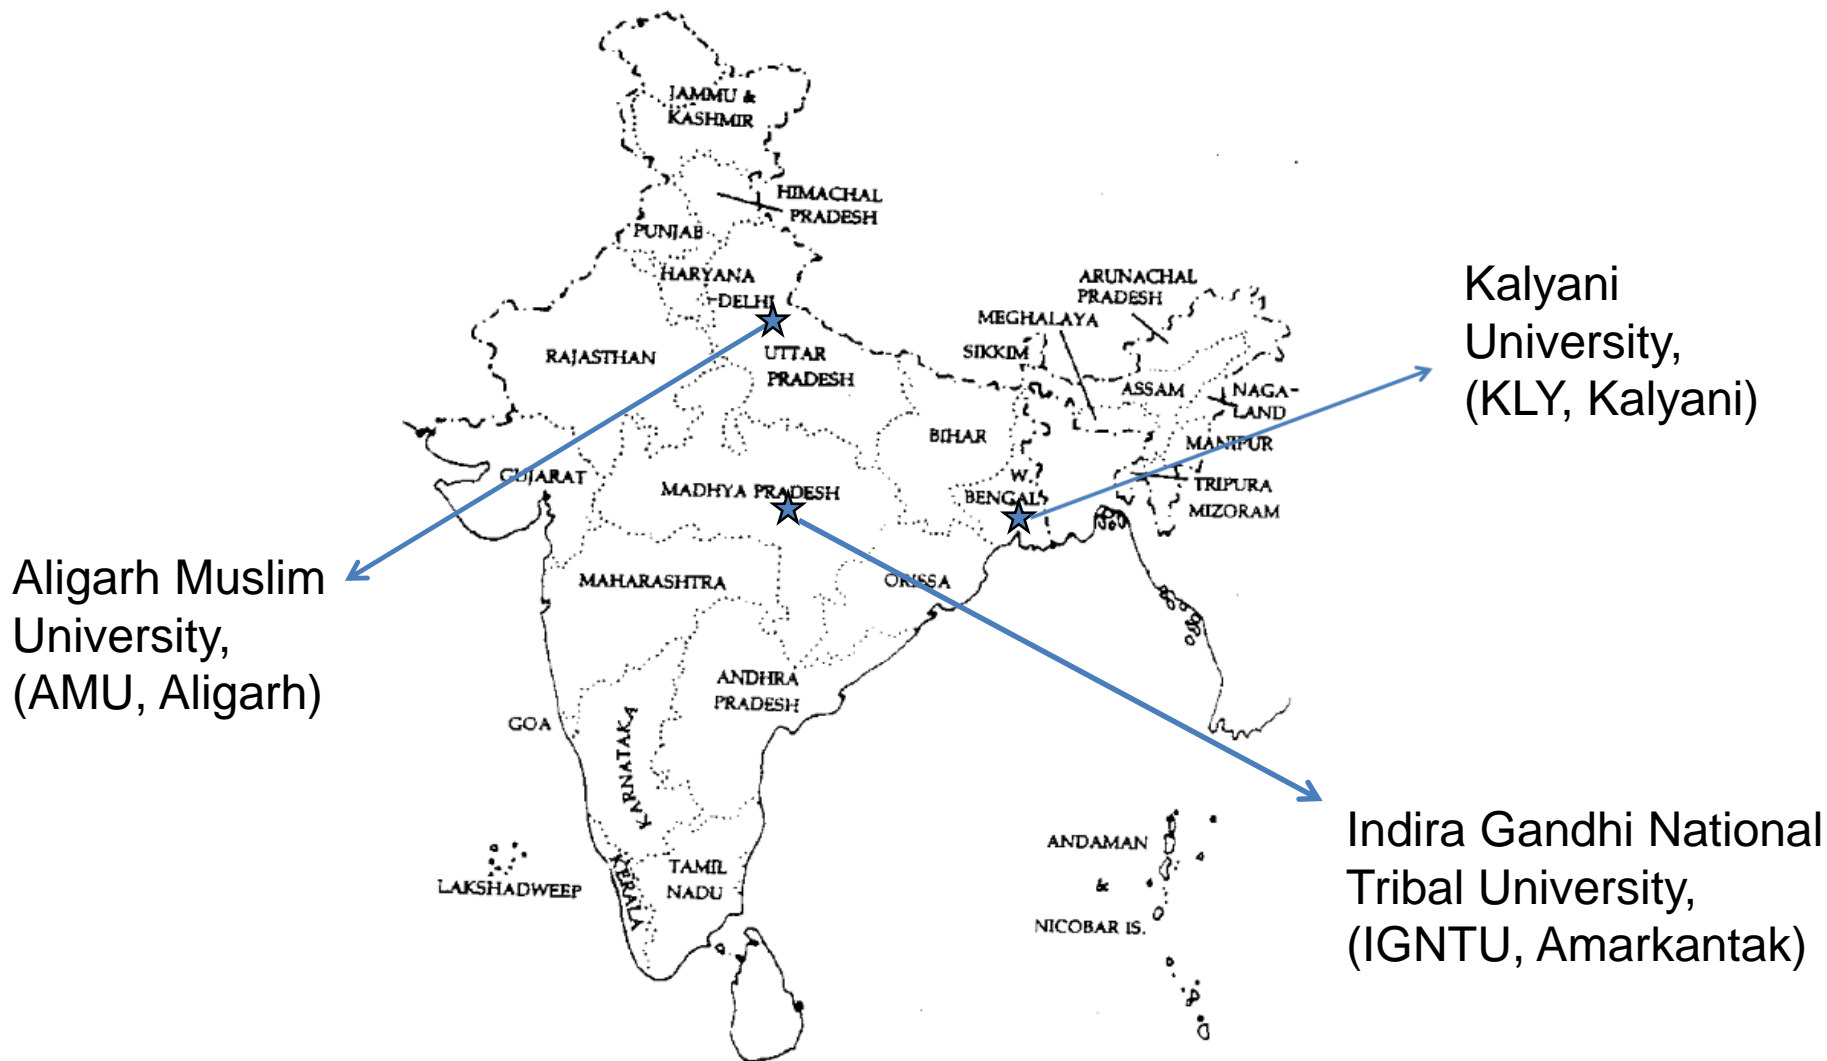 JAMMU &
KASHMIR
HIMACHAL
PRADESH
PUNJAB
HARYANA
DELHI
RAJASTHAN
UTTAR
PRADESH
ARUNACHAL
PRADESH
MEGHALAYA
SIKKIM
ASSAM
NAGA-
LAND
MANIPUR
TRIPURA
MIZORAM
BIHAR
W.
BENGAL
GUJARAT
MADHYA PRADESH
MAHARASHTRA
ORISSA
ANDHRA
PRADESH
GOA
KARNATAKA
KERALA
TAMIL
NADU
LAKSHADWEEP
ANDAMAN
&
NICOBAR IS.
Kalyani
University,
(KLY, Kalyani)
Aligarh Muslim
University,
(AMU, Aligarh)
Indira Gandhi National
Tribal University,
(IGNTU, Amarkantak)